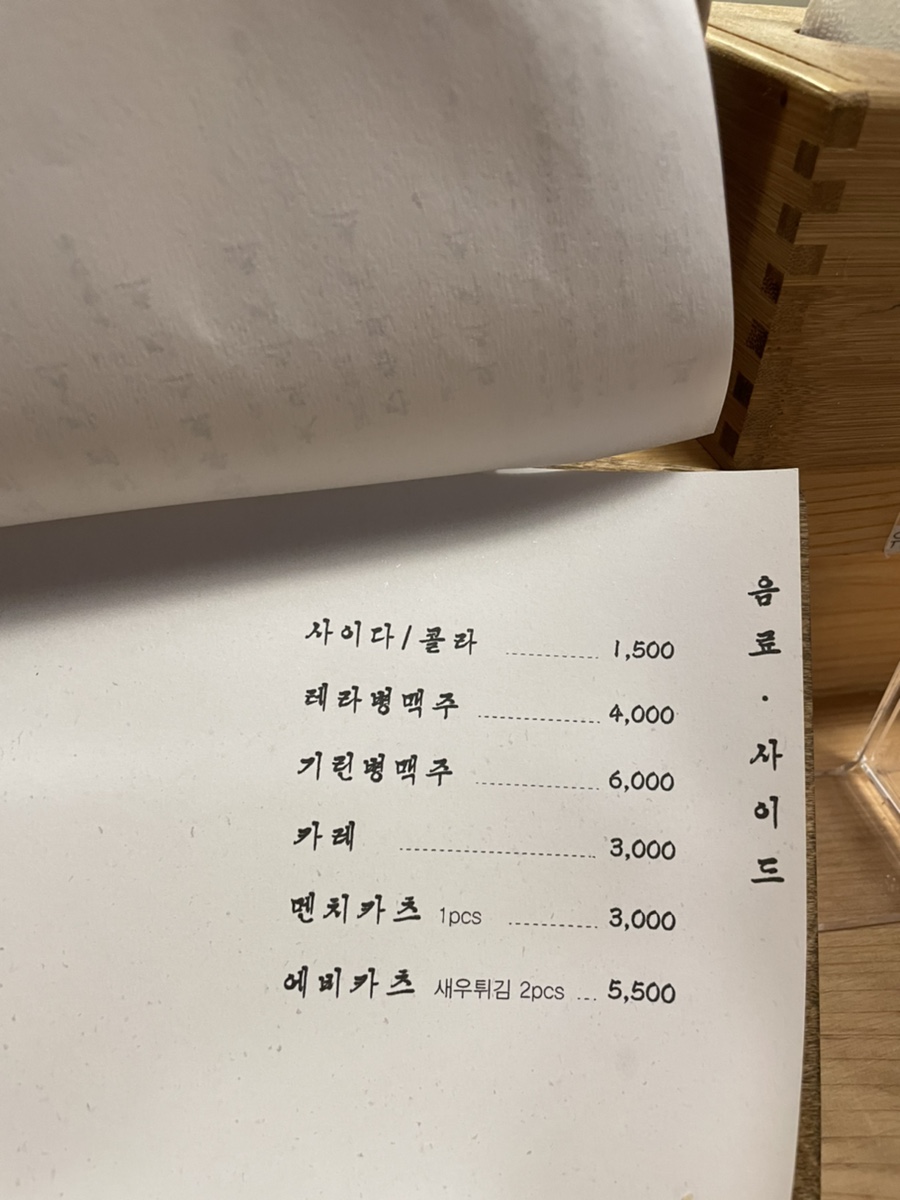 음료·사이드
사이다/콜라 1,500
테라병맥주 4,000
기린병맥주 6,000
카레 3,000
멘치카츠 1pcs 3,000
에비카츠 새우튀김 2pcs 5,500